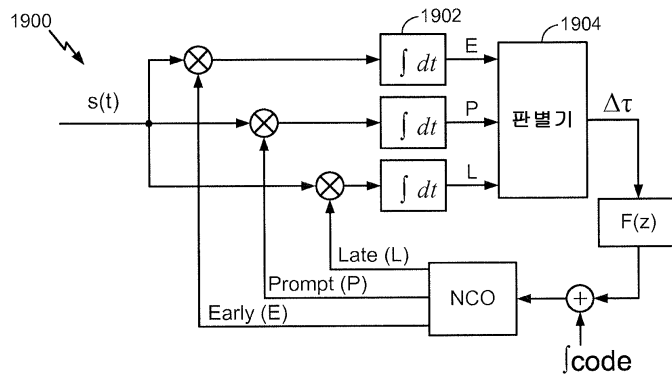 1900
1902
1904
s(t)
∫ dt
E
∫ dt
P
∫ dt
L
판별기
Δτ
F(z)
Late (L)
Prompt (P)
Early (E)
NCO
+
∫code